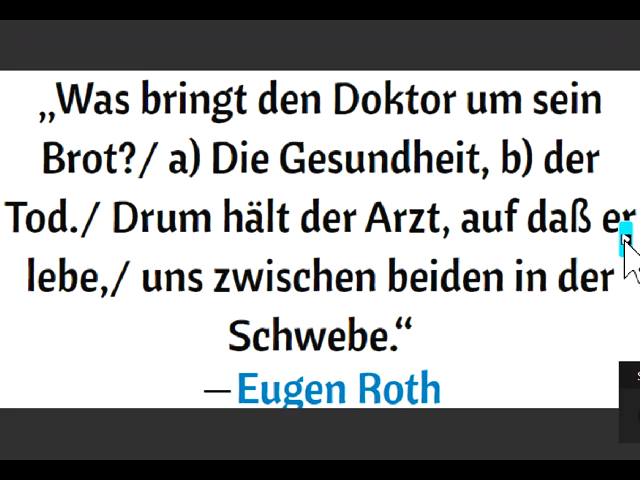 „Was bringt den Doktor um sein
Brot?/ a) Die Gesundheit, b) der
Tod./ Drum hält der Arzt, auf daß er
lebe,/ uns zwischen beiden in der
Schwebe.“
— Eugen Roth